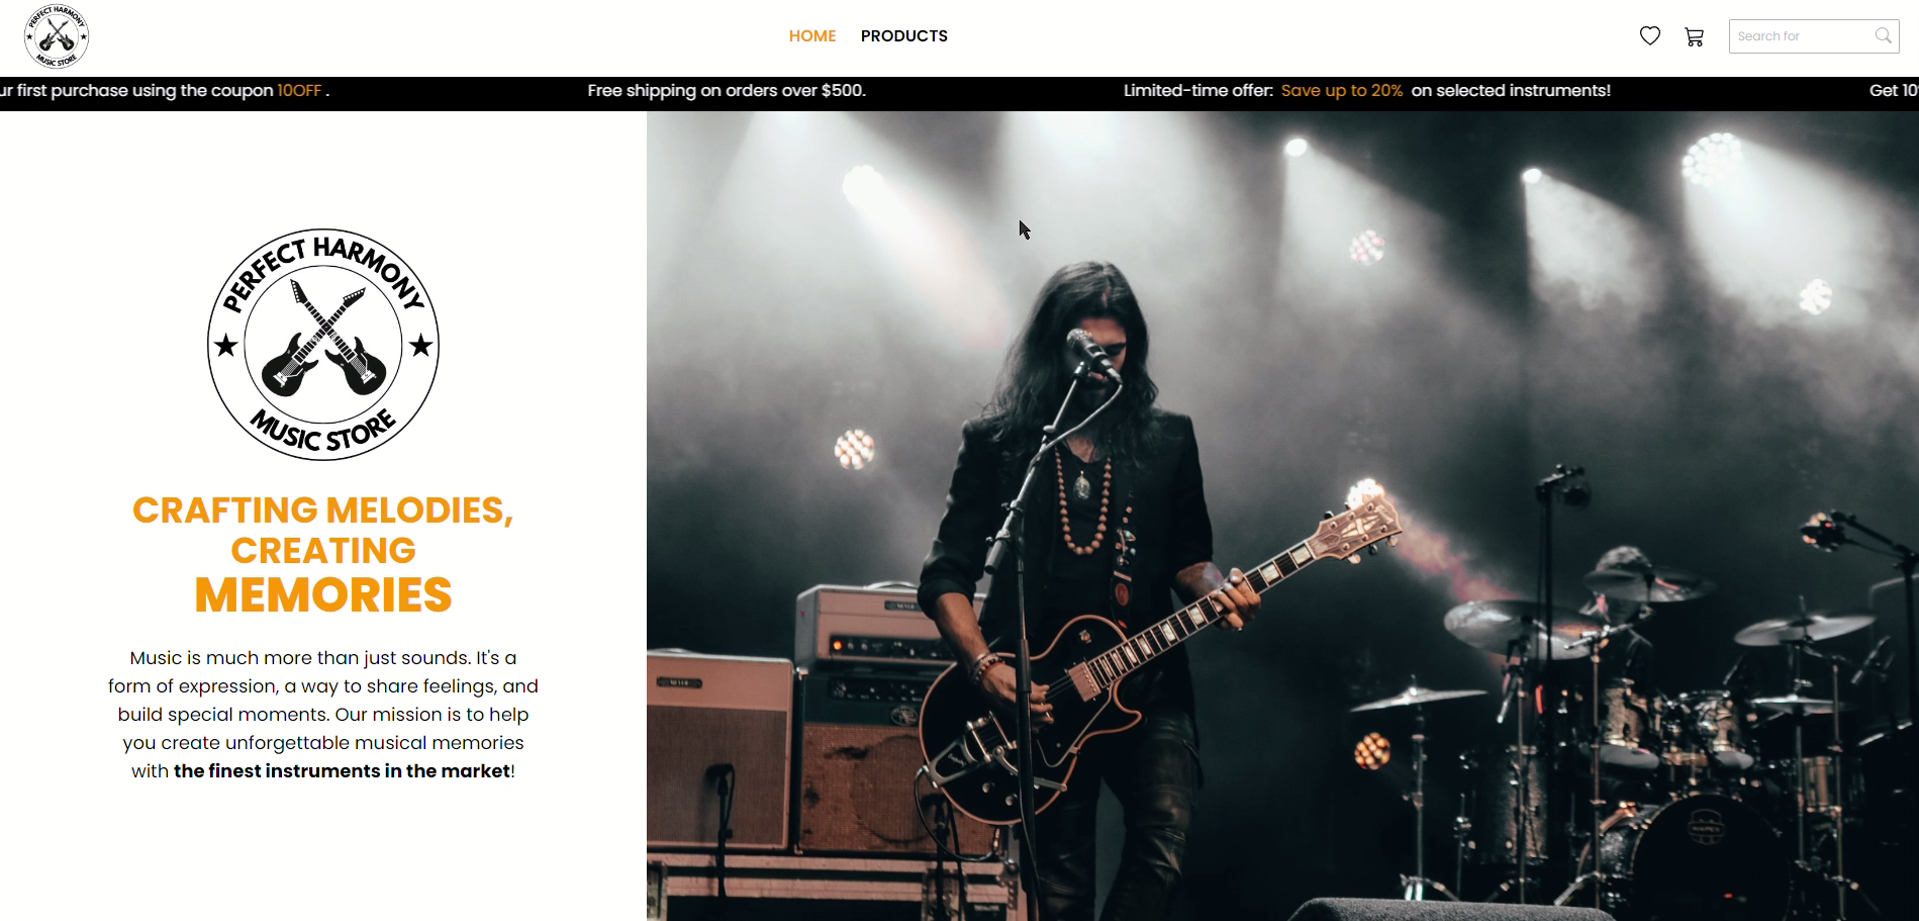 PERFECT HARMONY
MUSIC STORE
HOME PRODUCTS
Search for
ur first purchase using the coupon 10OFF . Free shipping on orders over $500. Limited-time offer: Save up to 20% on selected instruments! Get 10
PERFECT HARMONY
MUSIC STORE
CRAFTING MELODIES,
CREATING
MEMORIES
Music is much more than just sounds. It's a
form of expression, a way to share feelings, and
build special moments. Our mission is to help
you create unforgettable musical memories
with the finest instruments in the market!